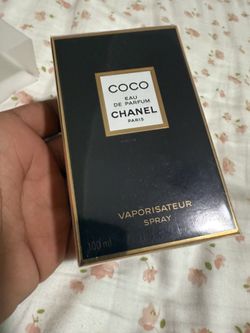 COCO
EAU
DE PARFUM
CHANEL
PARIS
VAPORISATEUR
SPRAY
100 ml